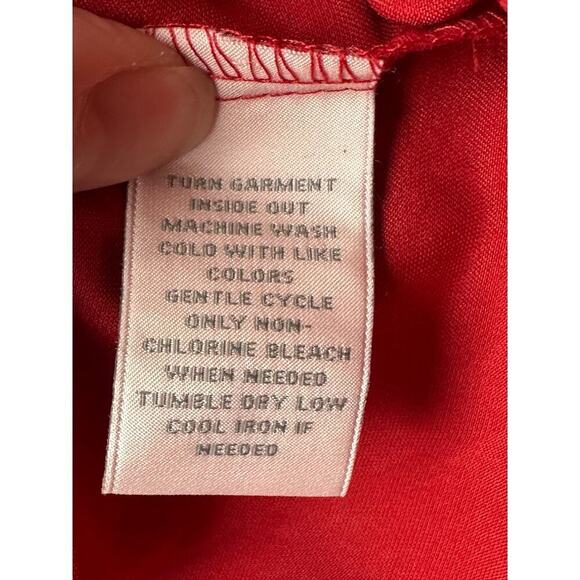 TURN GARMENT
INSIDE OUT
MACHINE WASH
COLD WITH LIKE
COLORS
GENTLE CYCLE
ONLY NON-
CHLORINE BLEACH
WHEN NEEDED
TUMBLE DRY LOW
COOL IRON IF
NEEDED